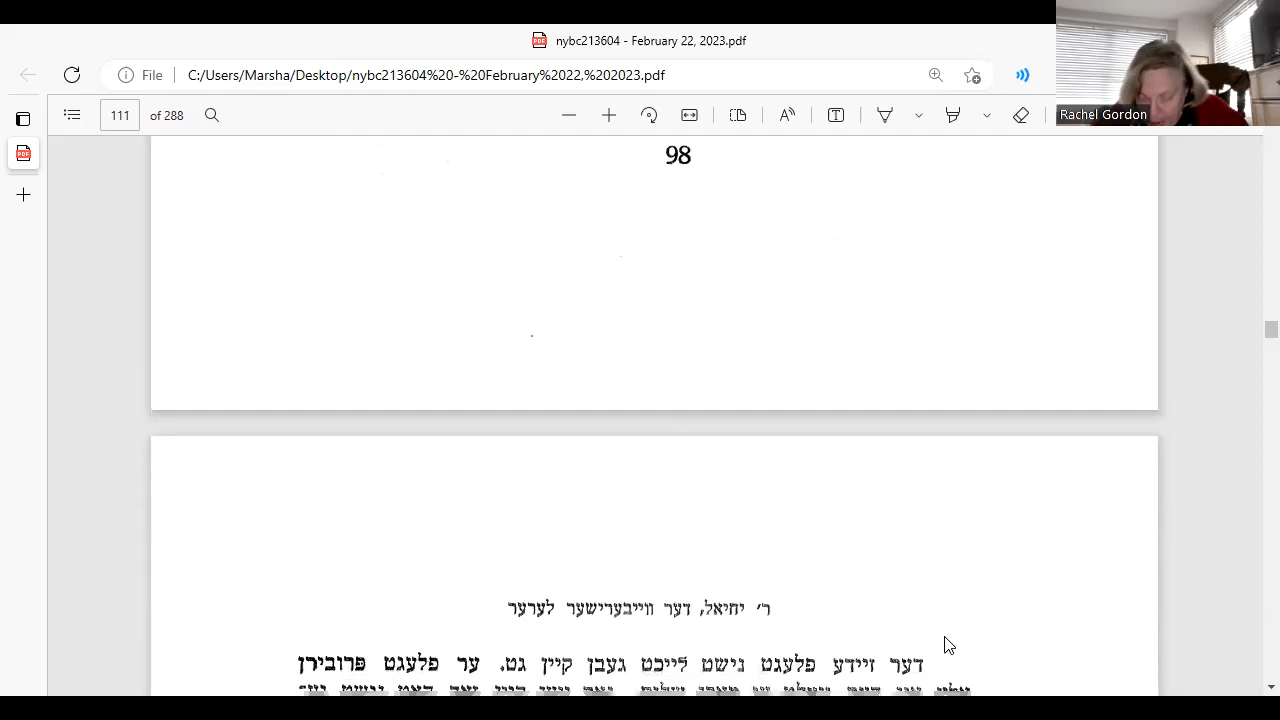 nybc213604 - February 22, 2023.pdf
File
C:/Users/Marsha/Desktop/nybc213604%20-%20February%2022,%202023.pdf
111
of 288
Rachel Gordon
98
ר׳ יחיאל, דער ווייבערישער לערער
דער זיידע פלעגט נישט לייכט געבן קיין גט. ער פלעגט פרובירן